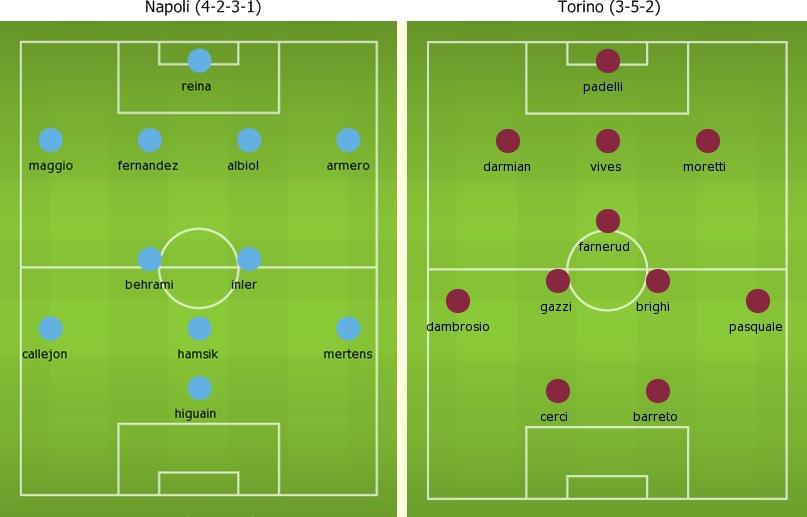 Napoli (4-2-3-1)
reina
maggio
fernandez
albiol
armero
behrami
inler
callejon
hamsik
mertens
higuain
Torino (3-5-2)
padelli
darmian
vives
moretti
farnerud
gazzi
brighi
dambrosio
pasquale
cerci
barreto